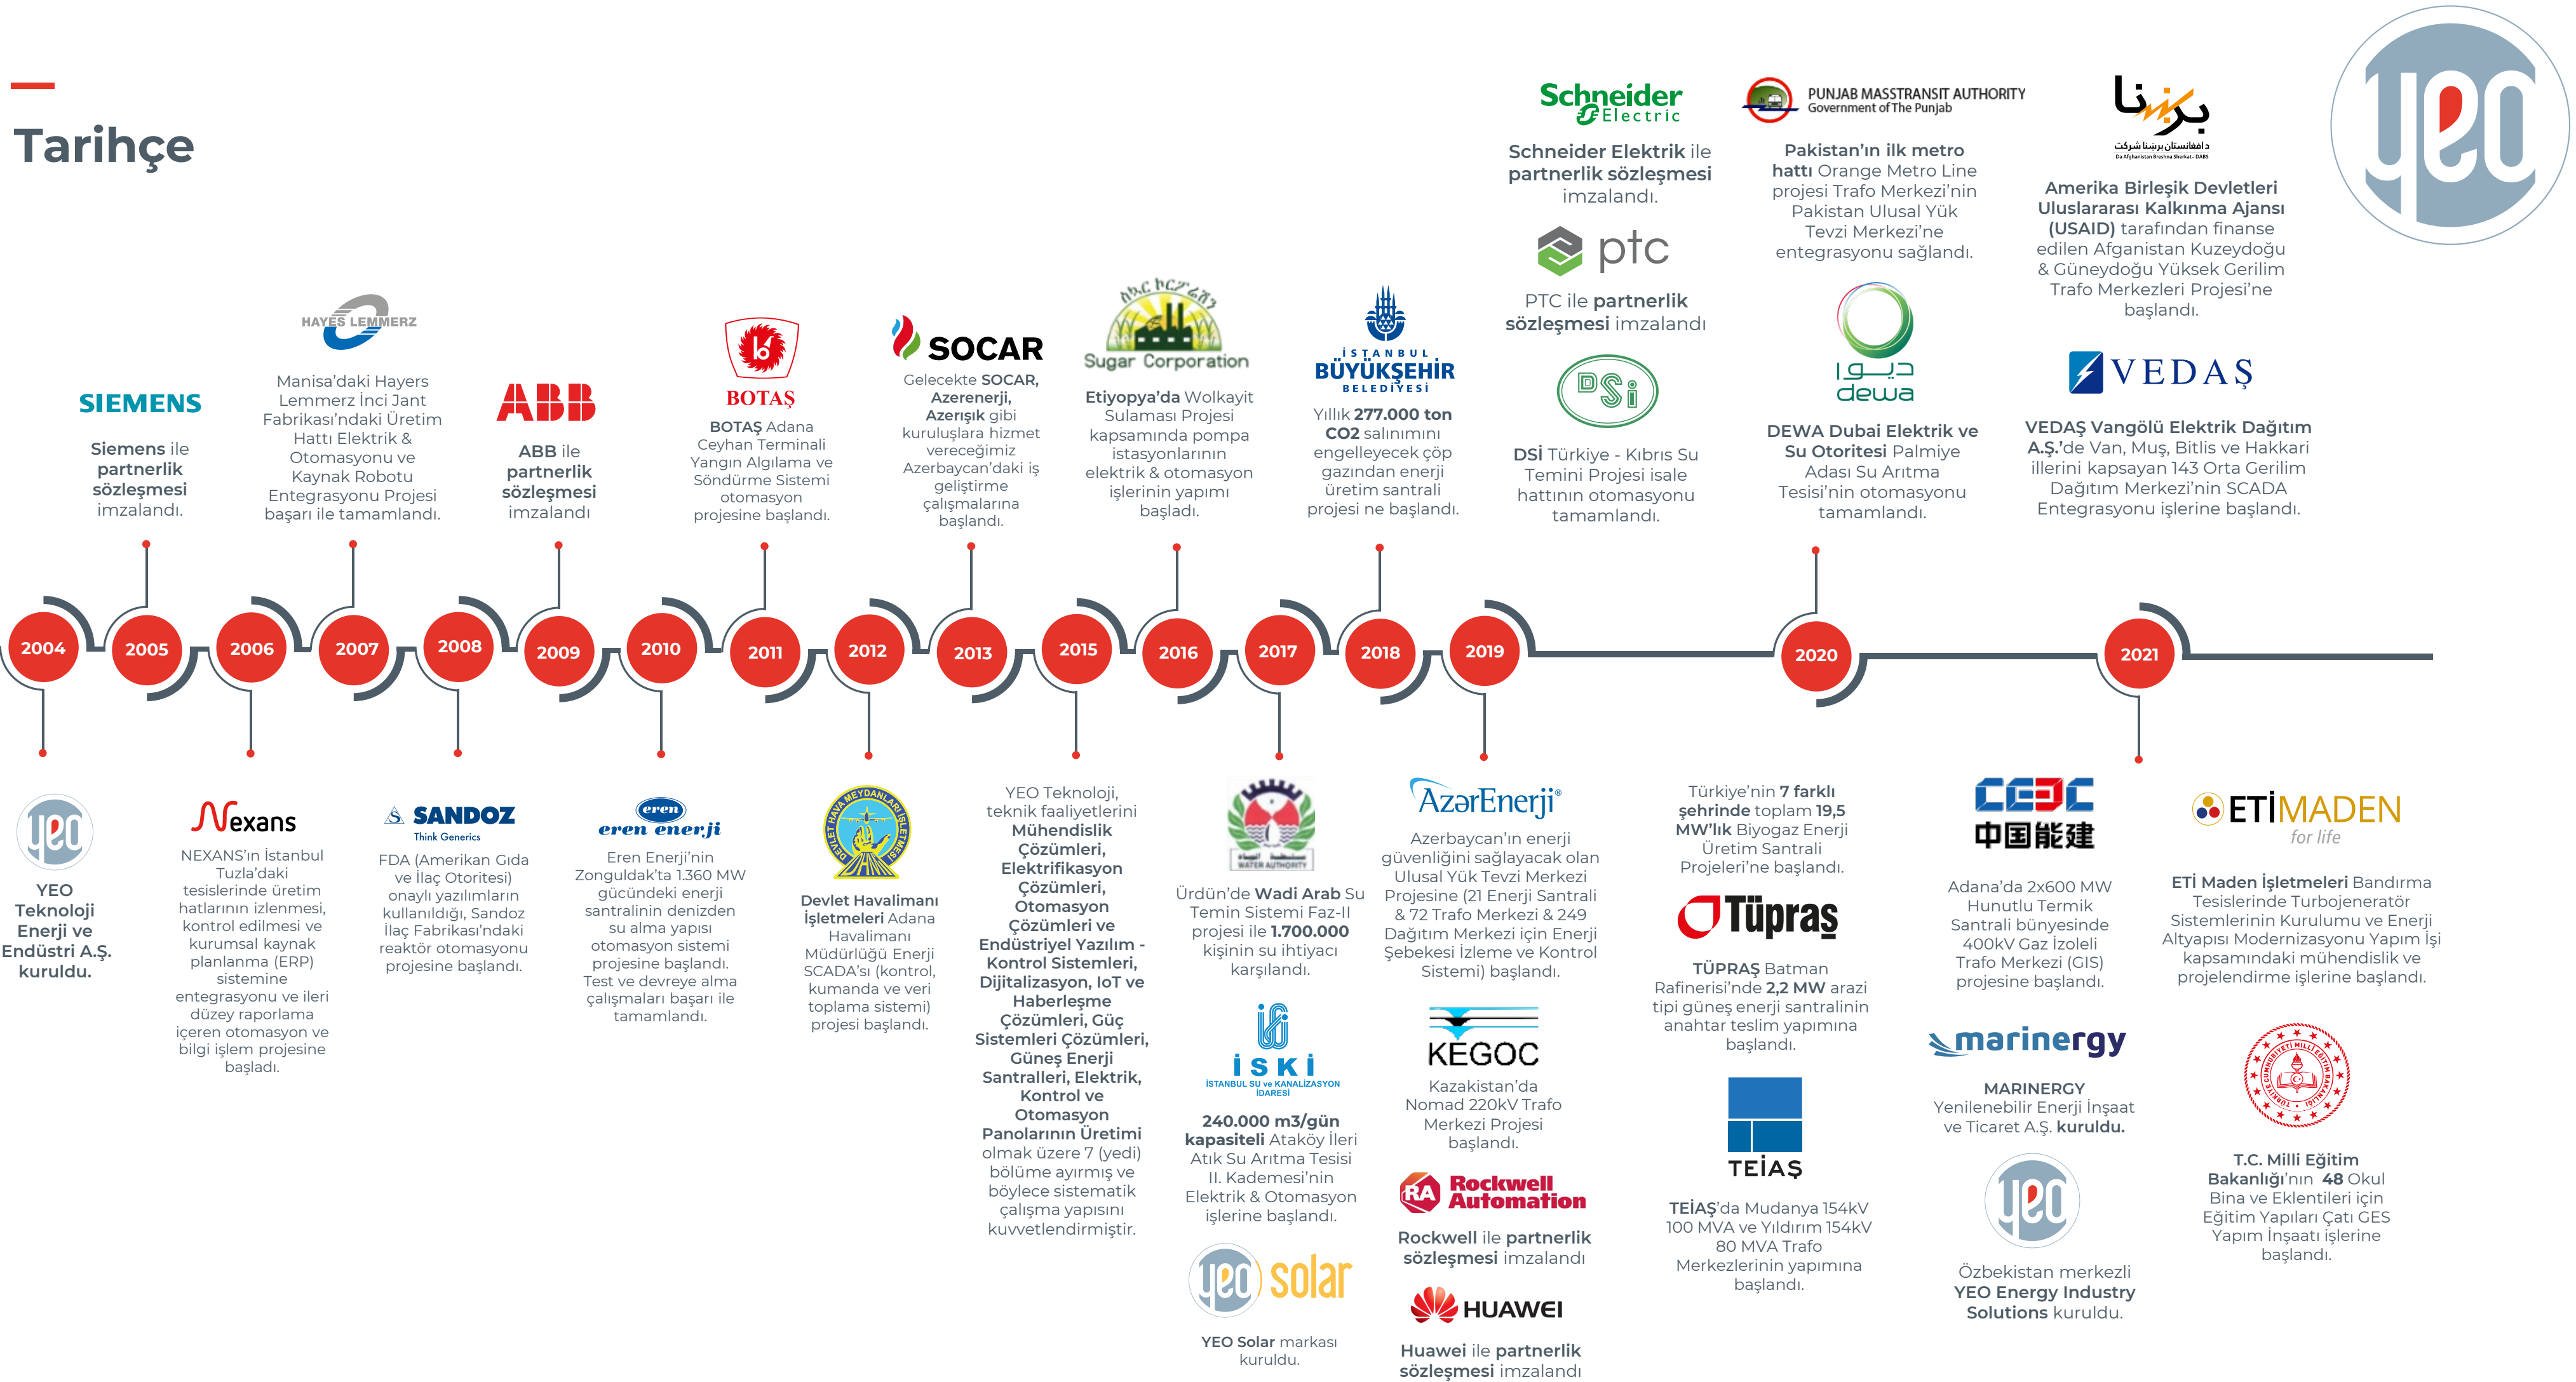 Tarihçe
yeo
SIEMENS
Siemens ile
partnerlik
sözleşmesi
imzalandı.
HAYES LEMMERZ
Manisa’daki Hayers
Lemmerz İnci Jant
Fabrikası’ndaki Üretim
Hattı Elektrik &
Otomasyonu ve
Kaynak Robotu
Entegrasyonu Projesi
başarı ile tamamlandı.
ABB
ABB ile
partnerlik
sözleşmesi
imzalandı
BOTAŞ
BOTAŞ Adana
Ceyhan Terminali
Yangın Algılama ve
Söndürme Sistemi
otomasyon
projesine başlandı.
SOCAR
Gelecekte SOCAR,
Azerenerji,
Azerışık gibi
kuruluşlara hizmet
vereceğimiz
Azerbaycan’daki iş
geliştirme
çalışmalarına
başlandı.
ስኳር ኮርፖሬሽን
Sugar Corporation
Etiyopya’da Wolkayit
Sulaması Projesi
kapsamında pompa
istasyonlarının
elektrik & otomasyon
işlerinin yapımı
başladı.
İSTANBUL
BÜYÜKŞEHİR
BELEDİYESİ
Yıllık 277.000 ton
CO2 salınımını
engelleyecek çöp
gazından enerji
üretim santrali
projesi ne başlandı.
Schneider
Electric
Schneider Elektrik ile
partnerlik sözleşmesi
imzalandı.
ptc
PTC ile partnerlik
sözleşmesi imzalandı
DSİ
DSİ Türkiye - Kıbrıs Su
Temini Projesi isale
hattının otomasyonu
tamamlandı.
PUNJAB MASSTRANSIT AUTHORITY
Government of The Punjab
Pakistan’ın ilk metro
hattı Orange Metro Line
projesi Trafo Merkezi’nin
Pakistan Ulusal Yük
Tevzi Merkezi’ne
entegrasyonu sağlandı.
ديوا
dewa
DEWA Dubai Elektrik ve
Su Otoritesi Palmiye
Adası Su Arıtma
Tesisi’nin otomasyonu
tamamlandı.
برښنا
د افغانستان برښنا شرکت
Da Afghanistan Breshna Sherkat - DABS
Amerika Birleşik Devletleri
Uluslararası Kalkınma Ajansı
(USAID) tarafından finanse
edilen Afganistan Kuzeydoğu
& Güneydoğu Yüksek Gerilim
Trafo Merkezleri Projesi’ne
başlandı.
VEDAŞ
VEDAŞ Vangölü Elektrik Dağıtım
A.Ş.’de Van, Muş, Bitlis ve Hakkari
illerini kapsayan 143 Orta Gerilim
Dağıtım Merkezi’nin SCADA
Entegrasyonu işlerine başlandı.
2004
2005
2006
2007
2008
2009
2010
2011
2012
2013
2015
2016
2017
2018
2019
2020
2021
yeo
YEO
Teknoloji
Enerji ve
Endüstri A.Ş.
kuruldu.
Nexans
NEXANS’ın İstanbul
Tuzla’daki
tesislerinde üretim
hatlarının izlenmesi,
kontrol edilmesi ve
kurumsal kaynak
planlanma (ERP)
sistemine
entegrasyonu ve ileri
düzey raporlama
içeren otomasyon ve
bilgi işlem projesine
başladı.
S SANDOZ
Think Generics
FDA (Amerikan Gıda
ve İlaç Otoritesi)
onaylı yazılımların
kullanıldığı, Sandoz
İlaç Fabrikası’ndaki
reaktör otomasyonu
projesine başlandı.
eren
eren enerji
Eren Enerji’nin
Zonguldak’ta 1.360 MW
gücündeki enerji
santralinin denizden
su alma yapısı
otomasyon sistemi
projesine başlandı.
Test ve devreye alma
çalışmaları başarı ile
tamamlandı.
DEVLET HAVA MEYDANLARI İŞLETMESİ
Devlet Havalimanı
İşletmeleri Adana
Havalimanı
Müdürlüğü Enerji
SCADA’sı (kontrol,
kumanda ve veri
toplama sistemi)
projesi başlandı.
YEO Teknoloji,
teknik faaliyetlerini
Mühendislik
Çözümleri,
Elektrifikasyon
Çözümleri,
Otomasyon
Çözümleri ve
Endüstriyel Yazılım -
Kontrol Sistemleri,
Dijitalizasyon, IoT ve
Haberleşme
Çözümleri, Güç
Sistemleri Çözümleri,
Güneş Enerji
Santralleri, Elektrik,
Kontrol ve
Otomasyon
Panolarının Üretimi
olmak üzere 7 (yedi)
bölüme ayırmış ve
böylece sistematik
çalışma yapısını
kuvvetlendirmiştir.
WATER AUTHORITY
Ürdün’de Wadi Arab Su
Temin Sistemi Faz-II
projesi ile 1.700.000
kişinin su ihtiyacı
karşılandı.
İSKİ
İSTANBUL SU ve KANALİZASYON
İDARESİ
240.000 m3/gün
kapasiteli Ataköy İleri
Atık Su Arıtma Tesisi
II. Kademesi’nin
Elektrik & Otomasyon
işlerine başlandı.
yeo solar
YEO Solar markası
kuruldu.
AzərEnerji®
Azerbaycan’ın enerji
güvenliğini sağlayacak olan
Ulusal Yük Tevzi Merkezi
Projesine (21 Enerji Santrali
& 72 Trafo Merkezi & 249
Dağıtım Merkezi için Enerji
Şebekesi İzleme ve Kontrol
Sistemi) başlandı.
KEGOC
Kazakistan’da
Nomad 220kV Trafo
Merkezi Projesi
başlandı.
RA Rockwell
Automation
Rockwell ile partnerlik
sözleşmesi imzalandı
HUAWEI
Huawei ile partnerlik
sözleşmesi imzalandı
Türkiye’nin 7 farklı
şehrinde toplam 19,5
MW’lık Biyogaz Enerji
Üretim Santrali
Projeleri’ne başlandı.
Tüpraş
TÜPRAŞ Batman
Rafinerisi’nde 2,2 MW arazi
tipi güneş enerji santralinin
anahtar teslim yapımına
başlandı.
TEİAŞ
TEİAŞ’da Mudanya 154kV
100 MVA ve Yıldırım 154kV
80 MVA Trafo
Merkezlerinin yapımına
başlandı.
CEEC
中国能建
Adana’da 2x600 MW
Hunutlu Termik
Santrali bünyesinde
400kV Gaz İzoleli
Trafo Merkezi (GIS)
projesine başlandı.
marinergy
MARINERGY
Yenilenebilir Enerji İnşaat
ve Ticaret A.Ş. kuruldu.
yeo
Özbekistan merkezli
YEO Energy Industry
Solutions kuruldu.
ETİMADEN
for life
ETİ Maden İşletmeleri Bandırma
Tesislerinde Turbojeneratör
Sistemlerinin Kurulumu ve Enerji
Altyapısı Modernizasyonu Yapım İşi
kapsamındaki mühendislik ve
projelendirme işlerine başlandı.
TÜRKİYE CUMHURİYETİ MİLLÎ EĞİTİM BAKANLIĞI
T.C. Milli Eğitim
Bakanlığı’nın 48 Okul
Bina ve Eklentileri için
Eğitim Yapıları Çatı GES
Yapım İnşaatı işlerine
başlandı.